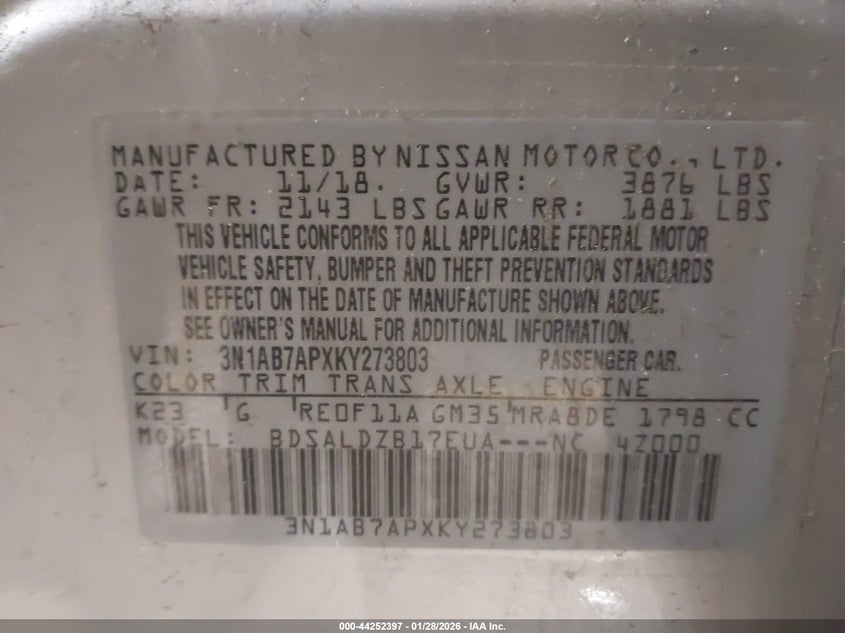 MANUFACTURED BY NISSAN MOTOR CO., LTD.
DATE: 11/18. GVWR: 3876 LBS
GAWR FR: 2143 LBS GAWR RR: 1881 LBS
THIS VEHICLE CONFORMS TO ALL APPLICABLE FEDERAL MOTOR
VEHICLE SAFETY, BUMPER AND THEFT PREVENTION STANDARDS
IN EFFECT ON THE DATE OF MANUFACTURE SHOWN ABOVE.
SEE OWNER'S MANUAL FOR ADDITIONAL INFORMATION.
VIN: 3N1AB7APXKY273803 PASSENGER CAR.
COLOR TRIM TRANS AXLE ENGINE
K23 G RE0F11A GM35 MRA8DE 1798 CC
MODEL: BDSALDZB17EUA---NC 4Z000
3N1AB7APXKY273803
000-44252397 - 01/28/2026 - IAA Inc.